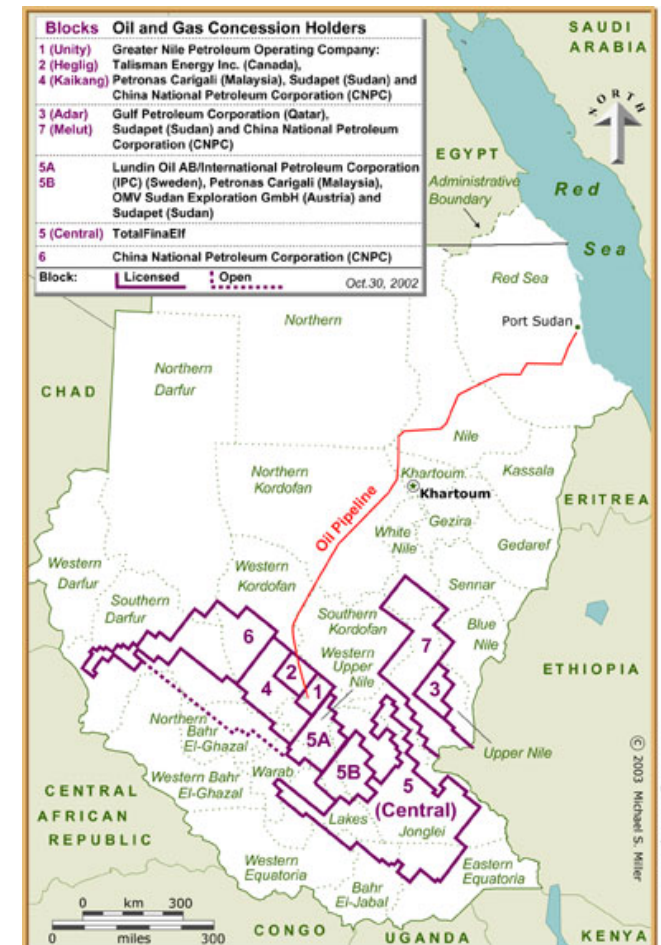 Blocks Oil and Gas Concession Holders
1 (Unity) Greater Nile Petroleum Operating Company:
2 (Heglig) Talisman Energy Inc. (Canada),
4 (Kaikang) Petronas Carigali (Malaysia), Sudapet (Sudan) and
China National Petroleum Corporation (CNPC)
3 (Adar) Gulf Petroleum Corporation (Qatar),
7 (Melut) Sudapet (Sudan) and China National Petroleum
Corporation (CNPC)
5A Lundin Oil AB/International Petroleum Corporation
5B (IPC) (Sweden), Petronas Carigali (Malaysia),
OMV Sudan Exploration GmbH (Austria) and
Sudapet (Sudan)
5 (Central) TotalFinaElf
6 China National Petroleum Corporation (CNPC)
Block: Licensed Open Oct.30, 2002
SAUDI
ARABIA
NORTH
EGYPT
Administrative
Boundary
Red
Sea
Red Sea
Port Sudan
Northern
Northern
Darfur
CHAD
Nile
Northern
Kordofan
Khartoum
Khartoum
Kassala
ERITREA
Oil Pipeline
White
Nile
Gezira
Gedaref
Western
Darfur
Western
Kordofan
Sennar
Southern
Darfur
Southern
Kordofan
Blue
Nile
6
7
Western
Upper
Nile
2
4
1
3
ETHIOPIA
Northern
Bahr
El-Ghazal
5A
Upper Nile
Western Bahr
El-Ghazal
Warab
5B
5
(Central)
CENTRAL
AFRICAN
REPUBLIC
Lakes
Jonglei
Western
Equatoria
Eastern
Equatoria
Bahr
El-Jabal
0 km 300
0 miles 300
CONGO
UGANDA
KENYA
© 2003 Michael S. Miller